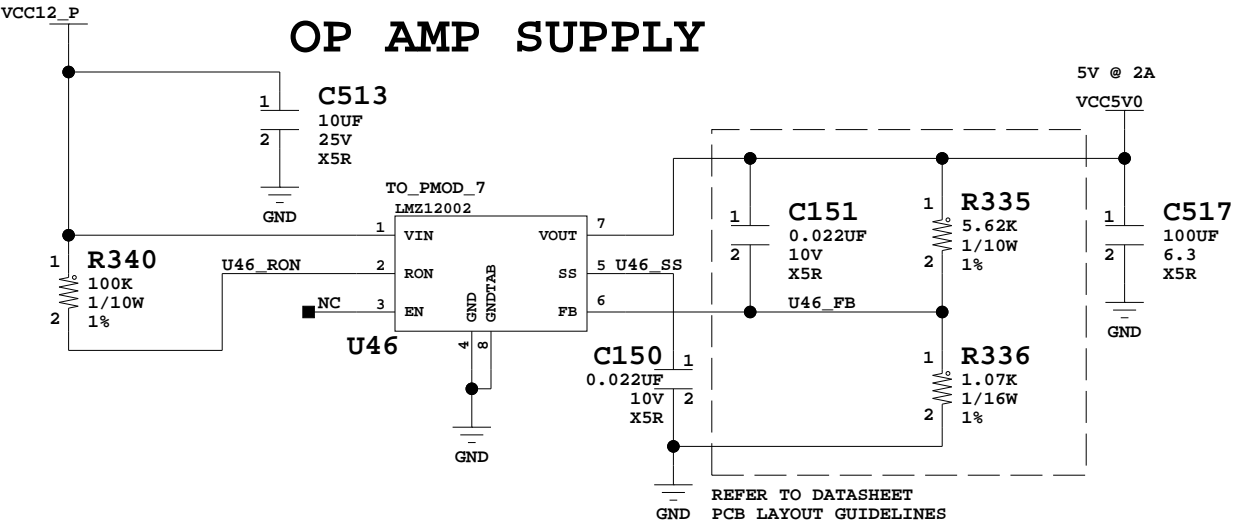 VCC12_P
OP AMP SUPPLY
1
2
C513
10UF
25V
X5R
GND
5V @ 2A
VCC5V0
TO_PMOD_7
LMZ12002
1
VIN
VOUT
7
2
RON
SS
5
U46_SS
3
EN
FB
6
U46_FB
GND
GNDTAB
4
8
U46
GND
U46_RON
NC
1
2
R340
100K
1/10W
1%
1
2
C151
0.022UF
10V
X5R
1
2
R335
5.62K
1/10W
1%
1
2
C517
100UF
6.3
X5R
GND
C150
0.022UF
10V
X5R
1
2
1
2
R336
1.07K
1/16W
1%
GND
REFER TO DATASHEET
PCB LAYOUT GUIDELINES